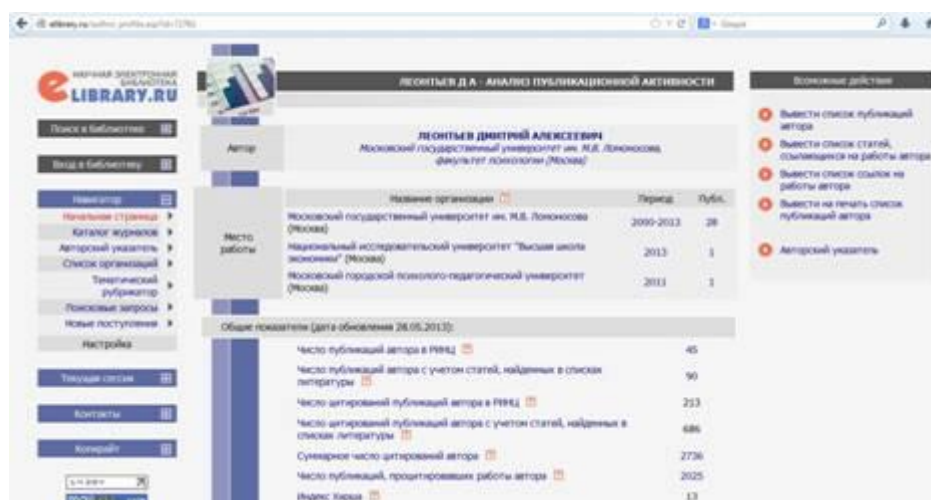 elibrary.ru/author_profile.asp?id=
Google
НАУЧНАЯ ЭЛЕКТРОННАЯ
БИБЛИОТЕКА
LIBRARY.RU
Поиск в библиотеке
Вход в библиотеку
Навигатор
Начальная страница
Каталог журналов
Авторский указатель
Список организаций
Тематический
рубрикатор
Поисковые запросы
Новые поступления
Настройка
Текущая сессия
Контакты
Копирайт
ЛЕОНТЬЕВ Д А - АНАЛИЗ ПУБЛИКАЦИОННОЙ АКТИВНОСТИ
Автор
ЛЕОНТЬЕВ ДМИТРИЙ АЛЕКСЕЕВИЧ
Московский государственный университет им. М.В. Ломоносова,
факультет психологии (Москва)
Место
работы
Название организации
Период
Публ.
Московский государственный университет им. М.В. Ломоносова
(Москва)
2000-2013
28
Национальный исследовательский университет "Высшая школа
экономики" (Москва)
2013
1
Московский городской психолого-педагогический университет
(Москва)
2011
1
Общие показатели (дата обновления 28.05.2013):
Число публикаций автора в РИНЦ
45
Число публикаций автора с учетом статей, найденных в списках
литературы
90
Число цитирований публикаций автора в РИНЦ
213
Число цитирований публикаций автора с учетом статей, найденных в
списках литературы
686
Суммарное число цитирований автора
2736
Число публикаций, процитировавших работы автора
2025
Индекс Хирша
13
Возможные действия
Вывести список публикаций
автора
Вывести список статей,
ссылающихся на работы автора
Вывести список ссылок на
работы автора
Вывести на печать список
публикаций автора
Авторский указатель